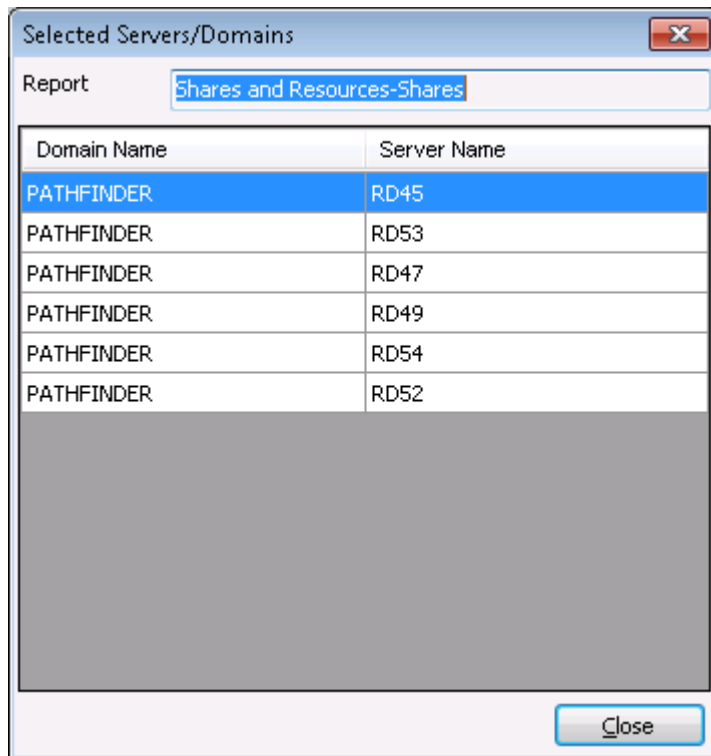 Selected Servers/Domains
Report Shares and Resources-Shares
Domain Name Server Name
PATHFINDER RD45
PATHFINDER RD53
PATHFINDER RD47
PATHFINDER RD49
PATHFINDER RD54
PATHFINDER RD52
Close